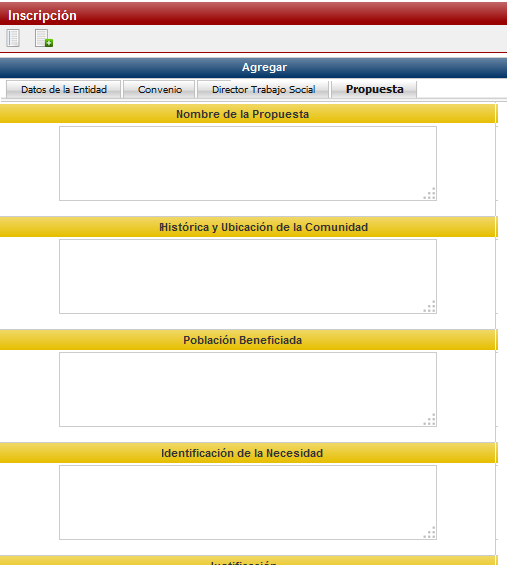 Inscripción
Agregar
Datos de la Entidad Convenio Director Trabajo Social Propuesta
Nombre de la Propuesta
Histórica y Ubicación de la Comunidad
Población Beneficiada
Identificación de la Necesidad
Justificación